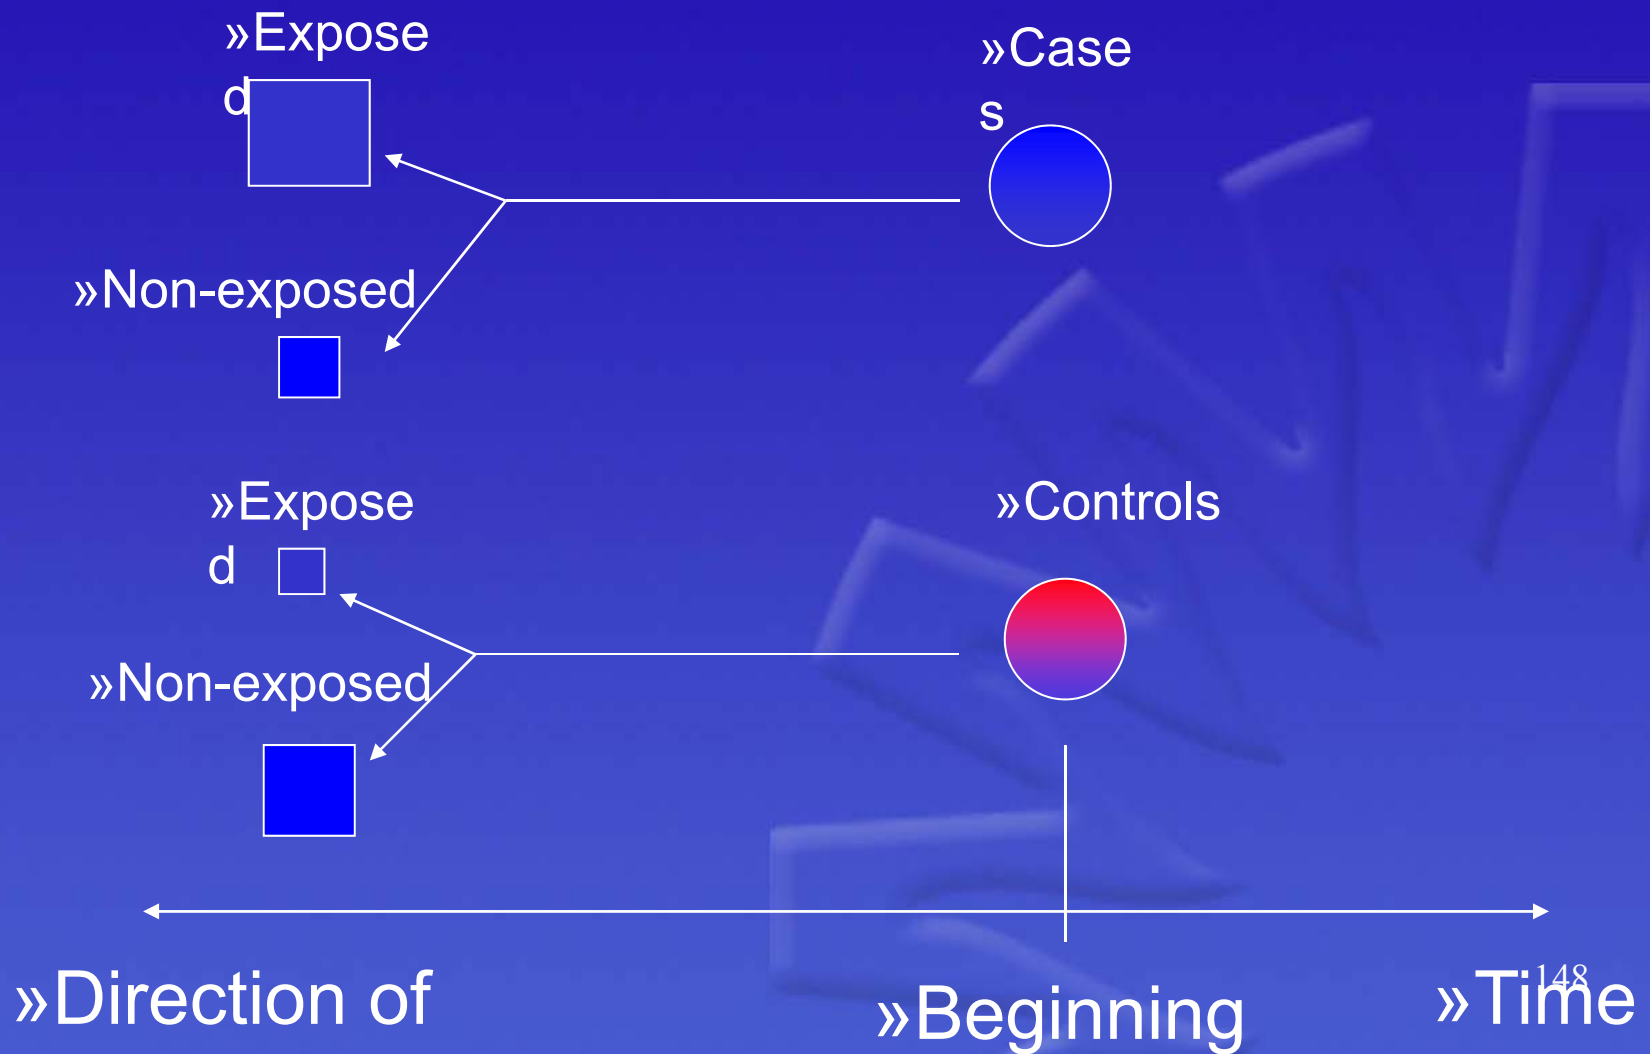 »Expose
d
»Case
s
»Non-exposed
»Expose
d
»Controls
»Non-exposed
»Direction of
»Beginning
»Time
148